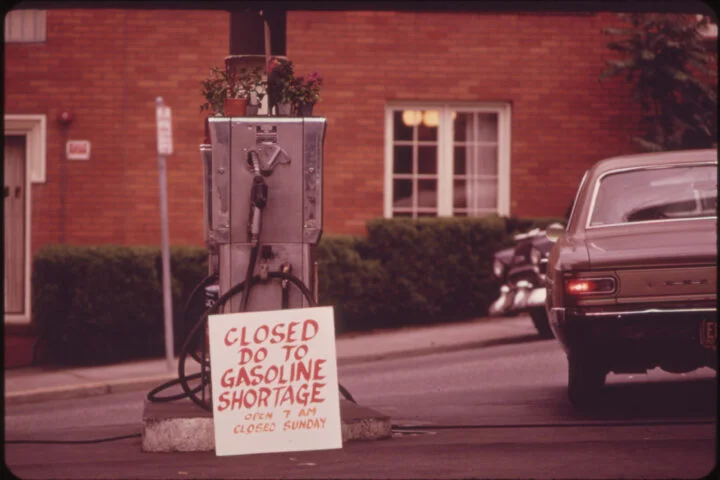 CLOSED
DO TO
GASOLINE
SHORTAGE
OPEN 7 AM
CLOSED SUNDAY